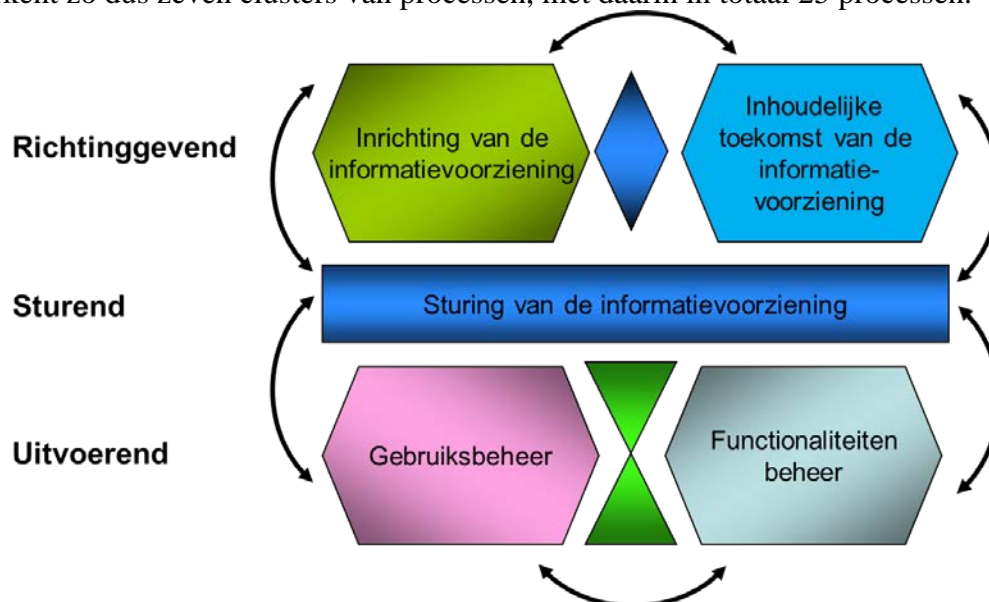 zo dus zeven clusters van processen, met daarin in totaal 23 processen.
Richtinggevend
Inrichting van de
informatievoorziening
Inhoudelijke
toekomst van de
informatie-
voorziening
Sturend
Sturing van de informatievoorziening
Uitvoerend
Gebruiksbeheer
Functionaliteiten
beheer